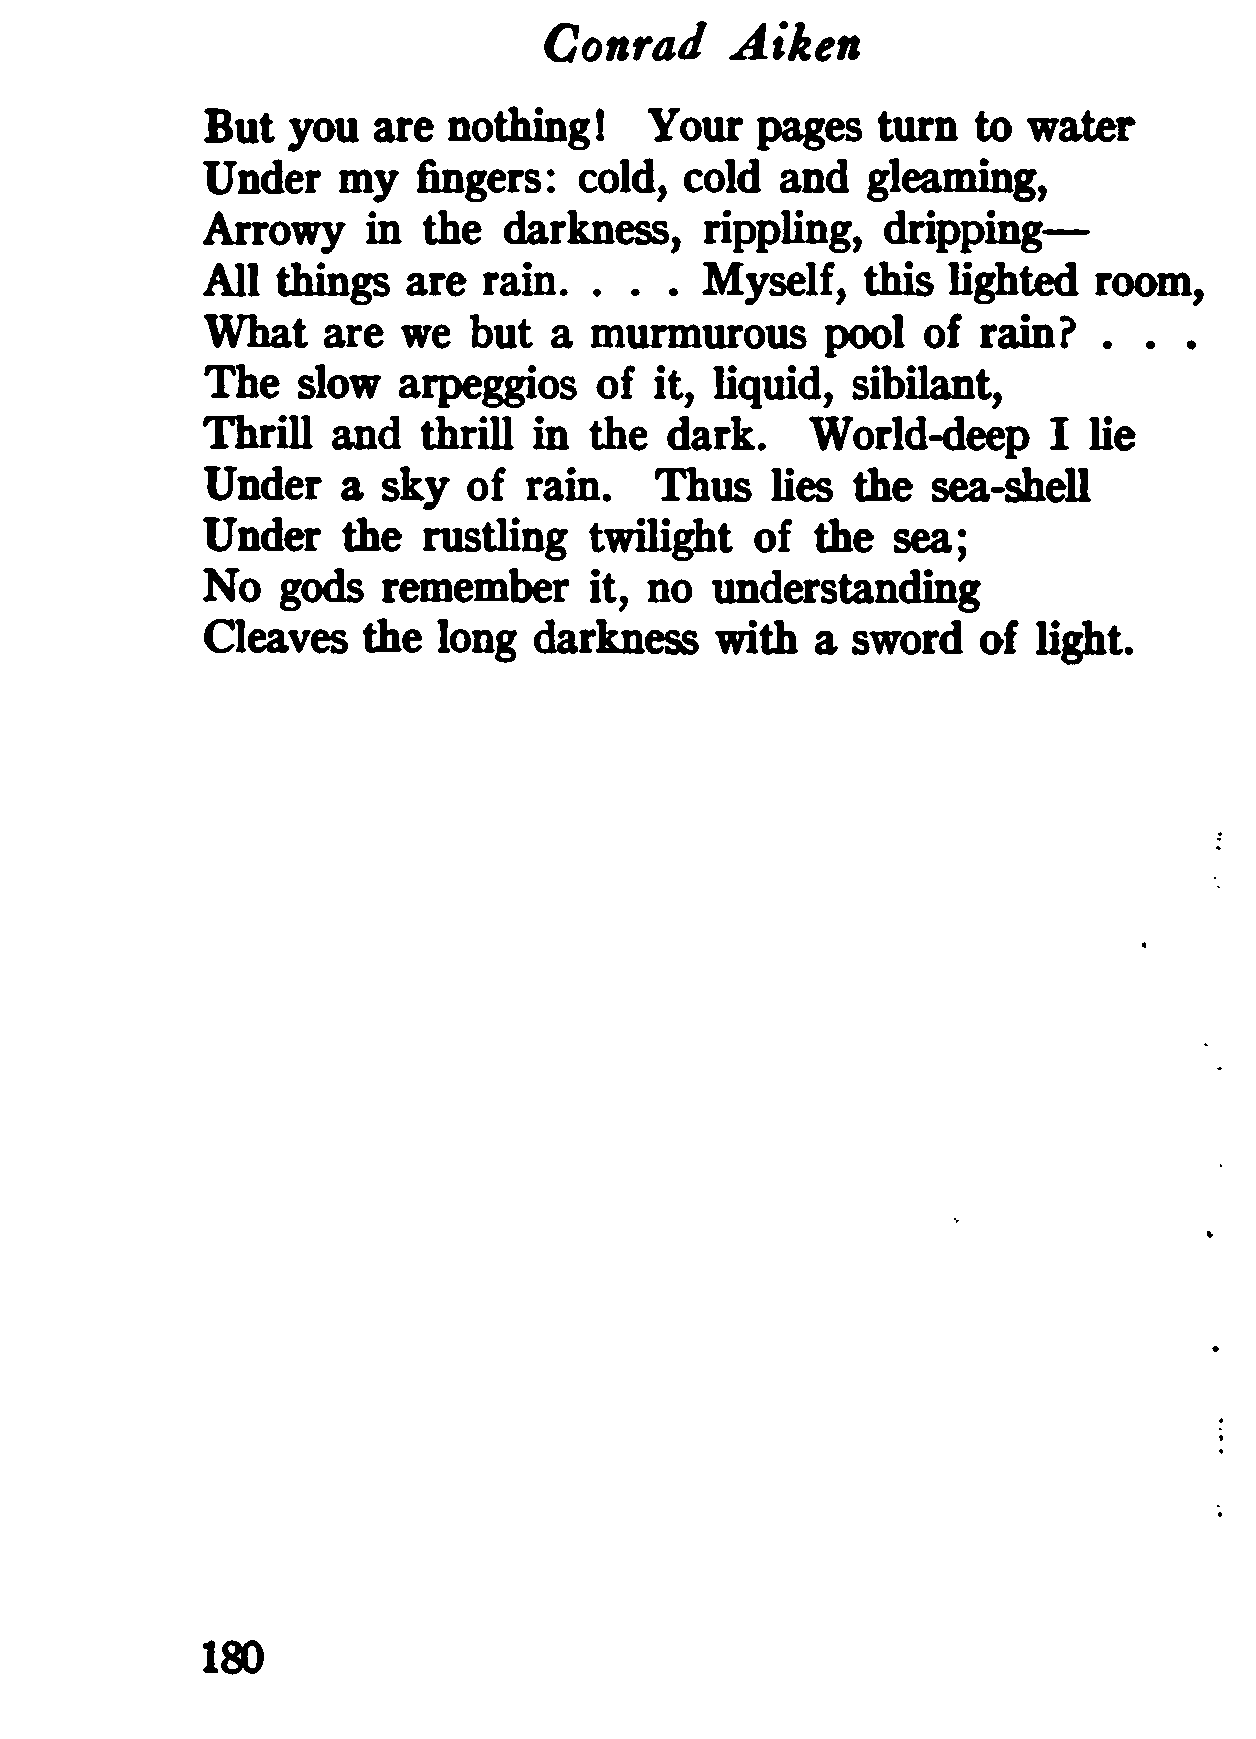 Conrad Aiken
But you are nothing! Your pages turn to water
Under my fingers: cold, cold and gleaming,
Arrowy in the darkness, rippling, dripping—
All things are rain. . . . Myself, this lighted room,
What are we but a murmurous pool of rain? . . .
The slow arpeggios of it, liquid, sibilant,
Thrill and thrill in the dark. World-deep I lie
Under a sky of rain. Thus lies the sea-shell
Under the rustling twilight of the sea;
No gods remember it, no understanding
Cleaves the long darkness with a sword of light.
180